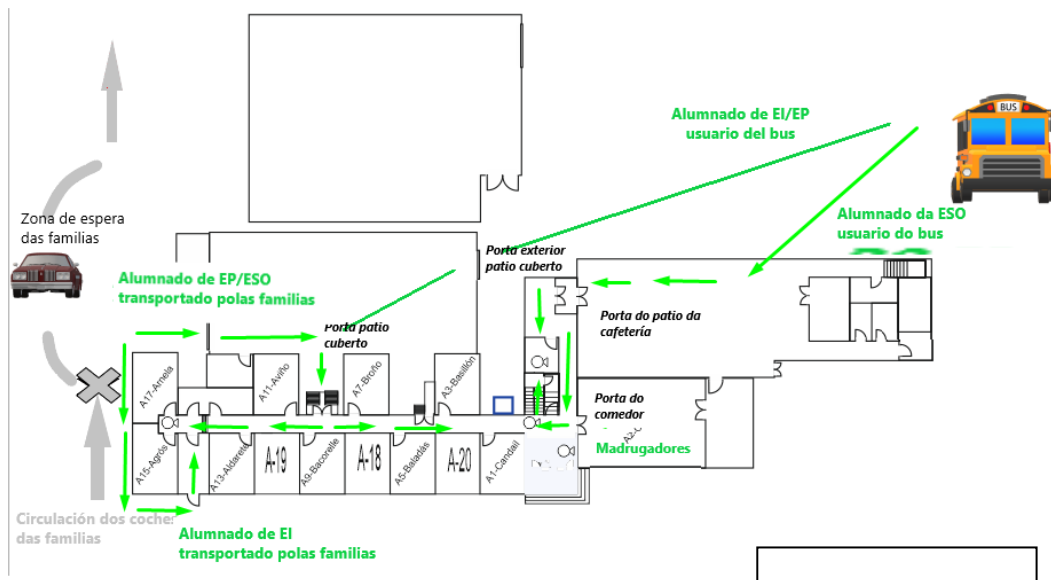 BUS
Alumnado de EI/EP
usuario del bus
Alumnado da ESO
usuario do bus
Zona de espera
das familias
Alumnado de EP/ESO
transportado polas familias
Porta exterior
patio cuberto
Porta do patio da
cafetería
Porta patio
cuberto
A17-Arnela
A11-Aviño
A7-Broño
A3-Basillón
Porta do
comedor
Madrugadores
A15-Agrós
A13-Aldarete
A-19
A9-Bacorelle
A-18
A5-Baladás
A-20
A1-Candail
Circulación dos coches
das familias
Alumnado de EI
transportado polas familias